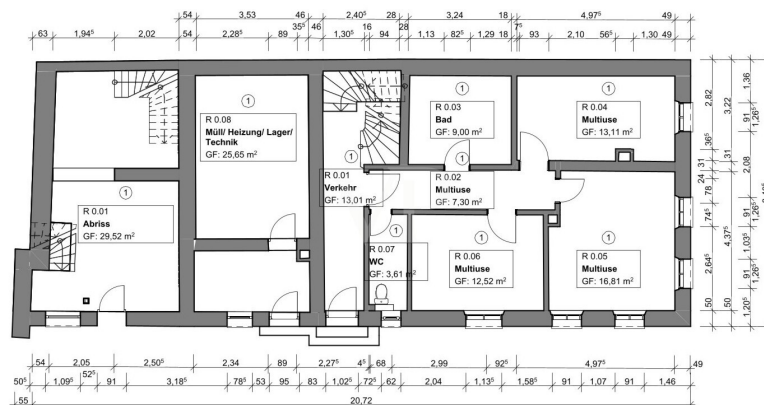 54 3,53 46 2,40⁵ 28 3,24 18 4,97⁵ 49
35⁵ 16 7⁵
63 1,94⁵ 2,02 54 2,28⁵ 89 46 1,30⁵ 94 28 1,13 82⁵ 1,29 18 93 2,10 56⁵ 1,30 49
1
R 0.08
Müll/ Heizung/ Lager/
Technik
GF: 25,65 m²
1
R 0.03
Bad
GF: 9,00 m²
1
R 0.04
Multiuse
GF: 13,11 m²
1
R 0.01
Verkehr
GF: 13,01 m²
1
R 0.02
Multiuse
GF: 7,30 m²
1
R 0.01
Abriss
GF: 29,52 m²
1
R 0.07
WC
GF: 3,61 m²
1
R 0.06
Multiuse
GF: 12,52 m²
1
R 0.05
Multiuse
GF: 16,81 m²
2,82 36⁵ 31 24 78 74⁵ 2,64⁵ 50
3,22 31 4,37⁵ 50
1,36 91 1,26⁵ 2,08 91 1,26⁵ 1,03⁵ 91 1,26⁵ 1,20⁵
54 2,05 2,50⁵ 2,34 89 2,27⁵ 4⁵ 68 2,99 92⁵ 4,97⁵ 49
50⁵ 1,09⁵ 52⁵ 91 3,18⁵ 78⁵ 53 95 83 1,02⁵ 72⁵ 62 2,04 1,13⁵ 1,58⁵ 91 1,07 91 1,46
55 20,72